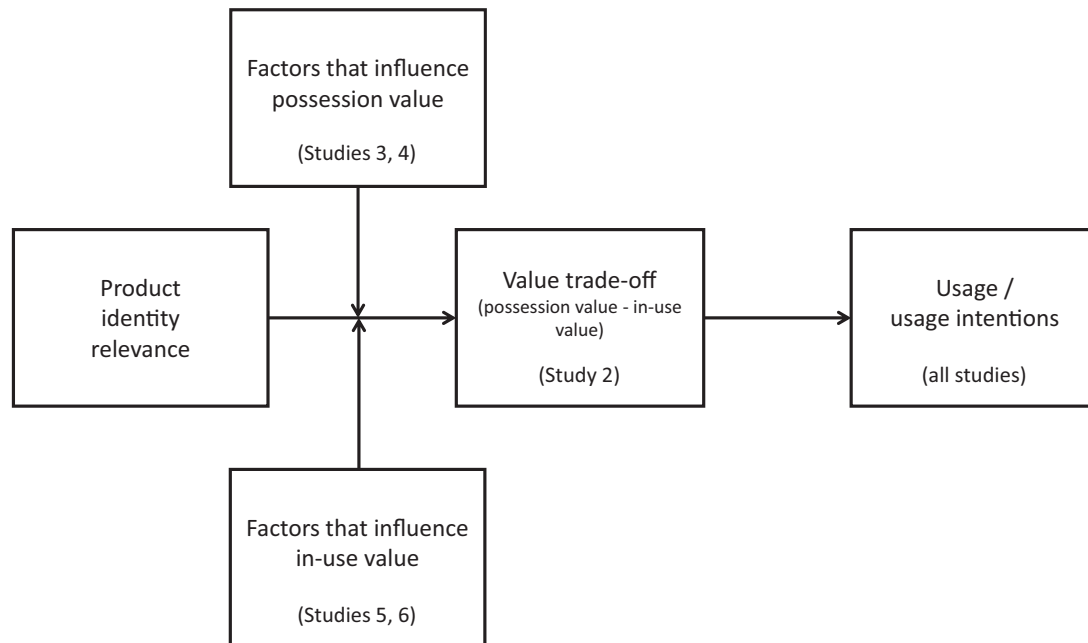 Factors that influence
possession value
(Studies 3, 4)
Product
identity
relevance
Value trade-off
(possession value - in-use
value)
(Study 2)
Usage /
usage intentions
(all studies)
Factors that influence
in-use value
(Studies 5, 6)